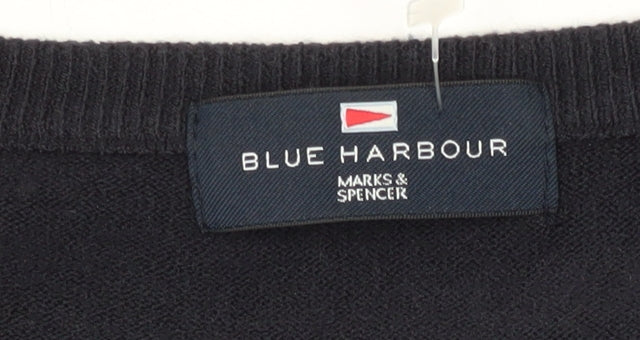 BLUE HARBOUR
MARKS &
SPENCER